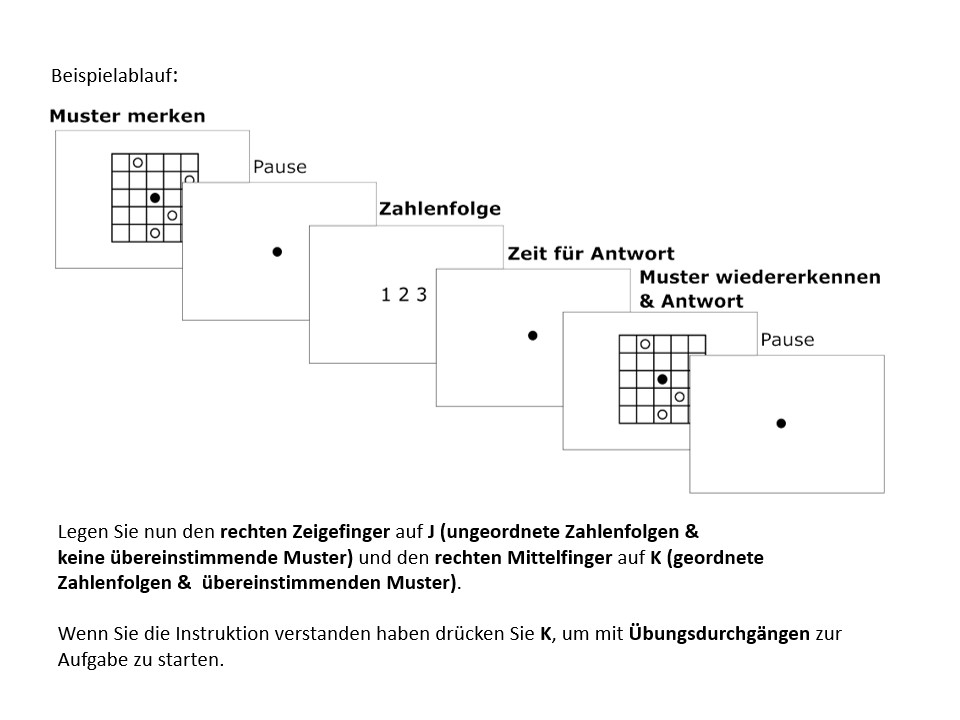 Beispielablauf:
Muster merken
Pause
Zahlenfolge
1 2 3
Zeit für Antwort
Muster wiedererkennen
& Antwort
Pause
Legen Sie nun den rechten Zeigefinger auf J (ungeordnete Zahlenfolgen &
keine übereinstimmende Muster) und den rechten Mittelfinger auf K (geordnete
Zahlenfolgen & übereinstimmenden Muster).
Wenn Sie die Instruktion verstanden haben drücken Sie K, um mit Übungsdurchgängen zur
Aufgabe zu starten.